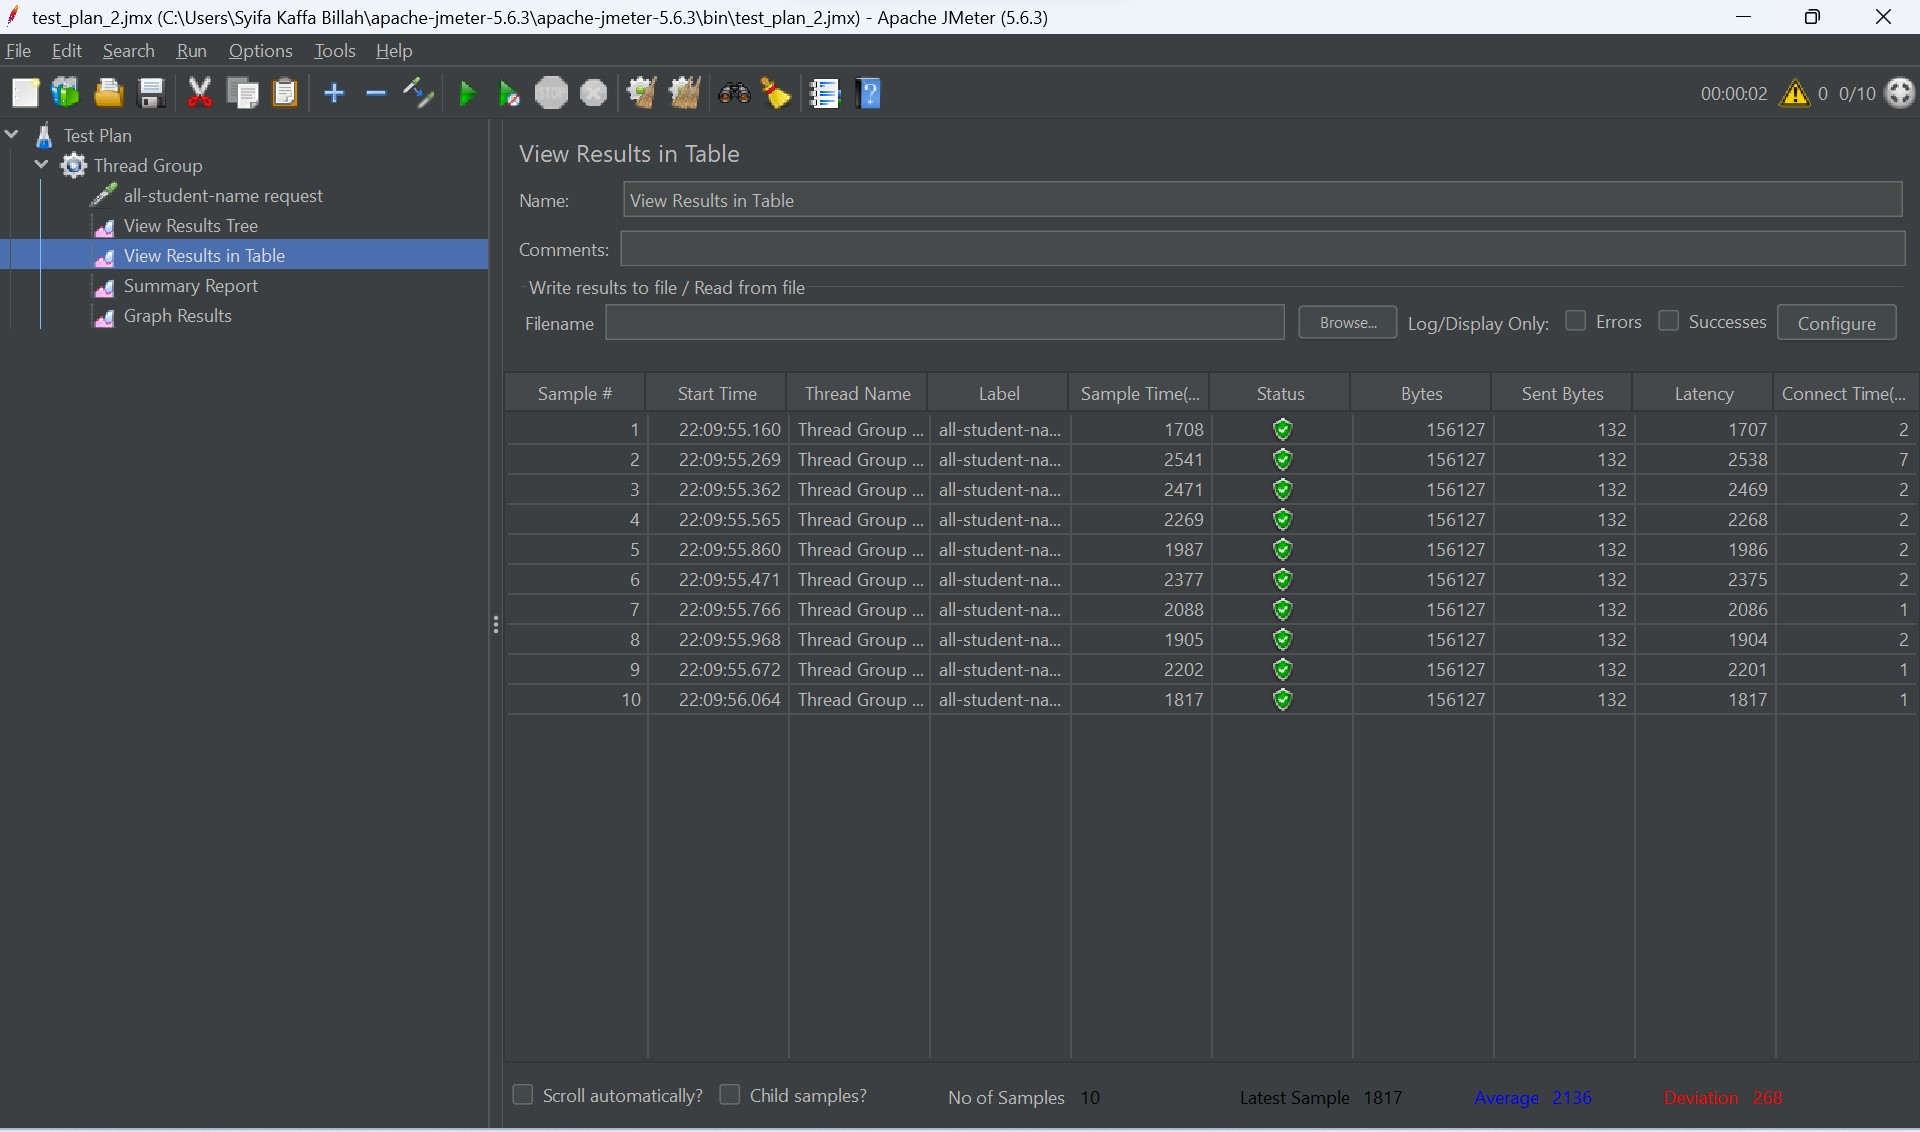 test_plan_2.jmx (C:\Users\Syifa Kaffa Billah\apache-jmeter-5.6.3\apache-jmeter-5.6.3\bin\test_plan_2.jmx) - Apache JMeter (5.6.3)
File Edit Search Run Options Tools Help
STOP ? 00:00:02 0 0/10
Test Plan
Thread Group
all-student-name request
View Results Tree
View Results in Table
Summary Report
Graph Results
View Results in Table
Name: View Results in Table
Comments:
Write results to file / Read from file
Filename Browse... Log/Display Only: Errors Successes Configure
Sample # Start Time Thread Name Label Sample Time(... Status Bytes Sent Bytes Latency Connect Time(...
1 22:09:55.160 Thread Group ... all-student-na... 1708 156127 132 1707 2
2 22:09:55.269 Thread Group ... all-student-na... 2541 156127 132 2538 7
3 22:09:55.362 Thread Group ... all-student-na... 2471 156127 132 2469 2
4 22:09:55.565 Thread Group ... all-student-na... 2269 156127 132 2268 2
5 22:09:55.860 Thread Group ... all-student-na... 1987 156127 132 1986 2
6 22:09:55.471 Thread Group ... all-student-na... 2377 156127 132 2375 2
7 22:09:55.766 Thread Group ... all-student-na... 2088 156127 132 2086 1
8 22:09:55.968 Thread Group ... all-student-na... 1905 156127 132 1904 2
9 22:09:55.672 Thread Group ... all-student-na... 2202 156127 132 2201 1
10 22:09:56.064 Thread Group ... all-student-na... 1817 156127 132 1817 1
Scroll automatically? Child samples? No of Samples 10 Latest Sample 1817 Average 2136 Deviation 268